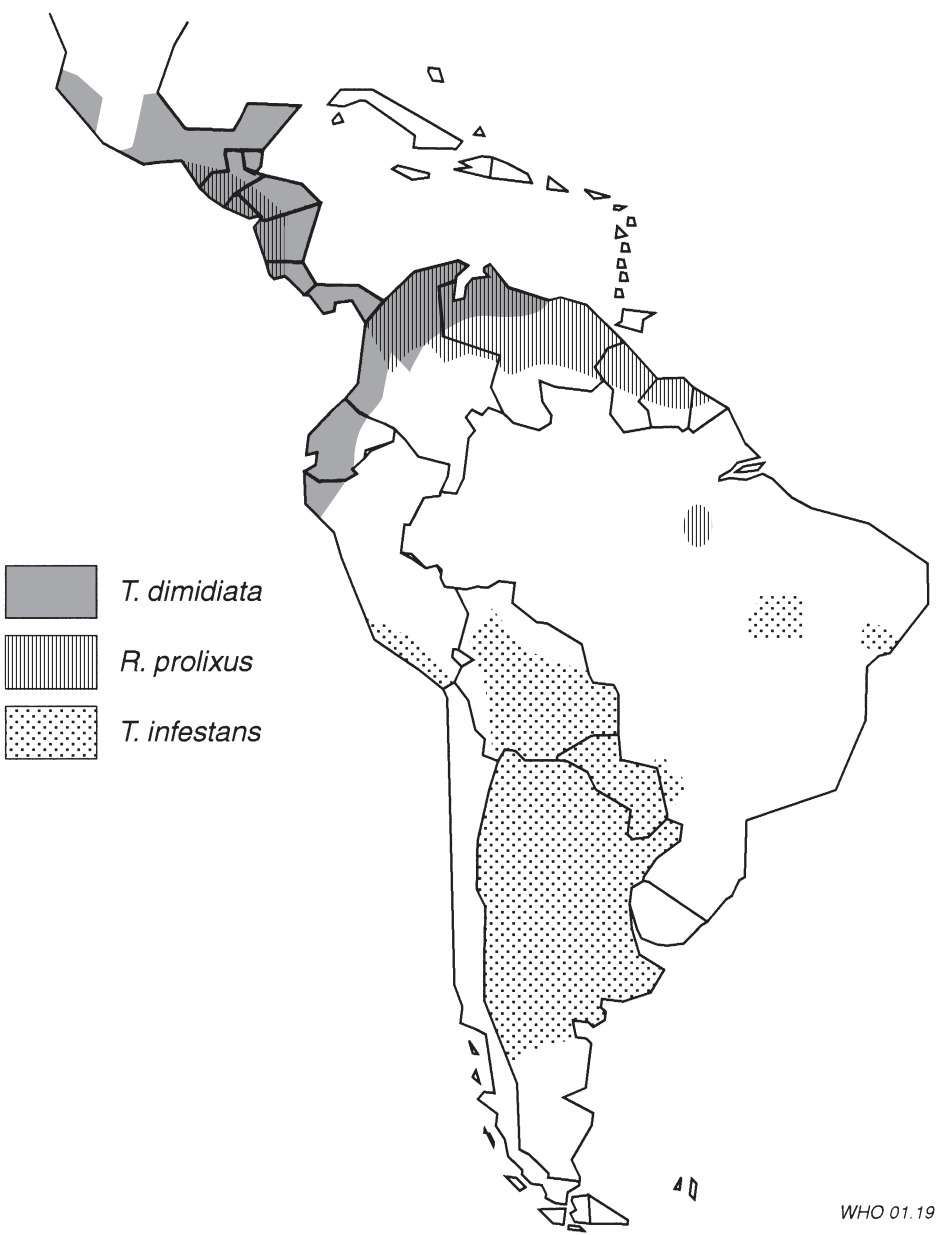 T. dimidiata
R. prolixus
T. infestans
WHO 01.19